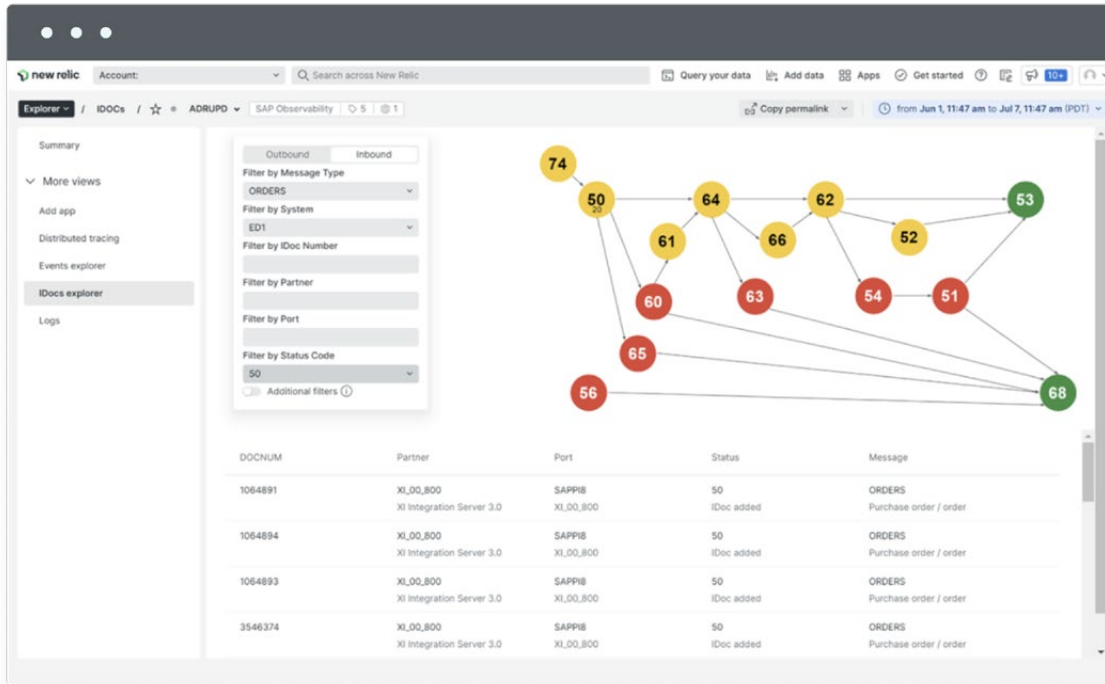 new relic Account: Search across New Relic Query your data Add data Apps Get started 10+
Explorer / IDOCs / ADRUPD SAP Observability 5 1 Copy permalink from Jun 1, 11:47 am to Jul 7, 11:47 am (PDT)
Summary
More views
Add app
Distributed tracing
Events explorer
IDocs explorer
Logs
Outbound Inbound
Filter by Message Type
ORDERS
Filter by System
ED1
Filter by IDoc Number
Filter by Partner
Filter by Port
Filter by Status Code
50
Additional filters
74
50 64 62 53
20
61 66 52
60 63 54 51
65
56 68
DOCNUM Partner Port Status Message
1064891 XI_00_800 SAPPI8 50 ORDERS
XI Integration Server 3.0 XI_00_800 IDoc added Purchase order / order
1064894 XI_00_800 SAPPI8 50 ORDERS
XI Integration Server 3.0 XI_00_800 IDoc added Purchase order / order
1064893 XI_00_800 SAPPI8 50 ORDERS
XI Integration Server 3.0 XI_00_800 IDoc added Purchase order / order
3546374 XI_00_800 SAPPI8 50 ORDERS
XI Integration Server 3.0 XI_00_800 IDoc added Purchase order / order